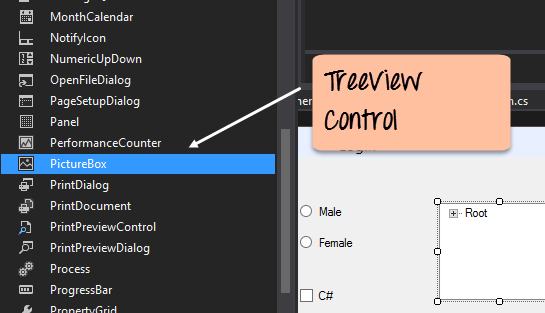 MonthCalendar
NotifyIcon
NumericUpDown
OpenFileDialog
PageSetupDialog
Panel
PerformanceCounter
PictureBox
PrintDialog
PrintDocument
PrintPreviewControl
PrintPreviewDialog
Process
ProgressBar
PropertyGrid
TreeView
Control
.cs
Male
Female
C#
Root